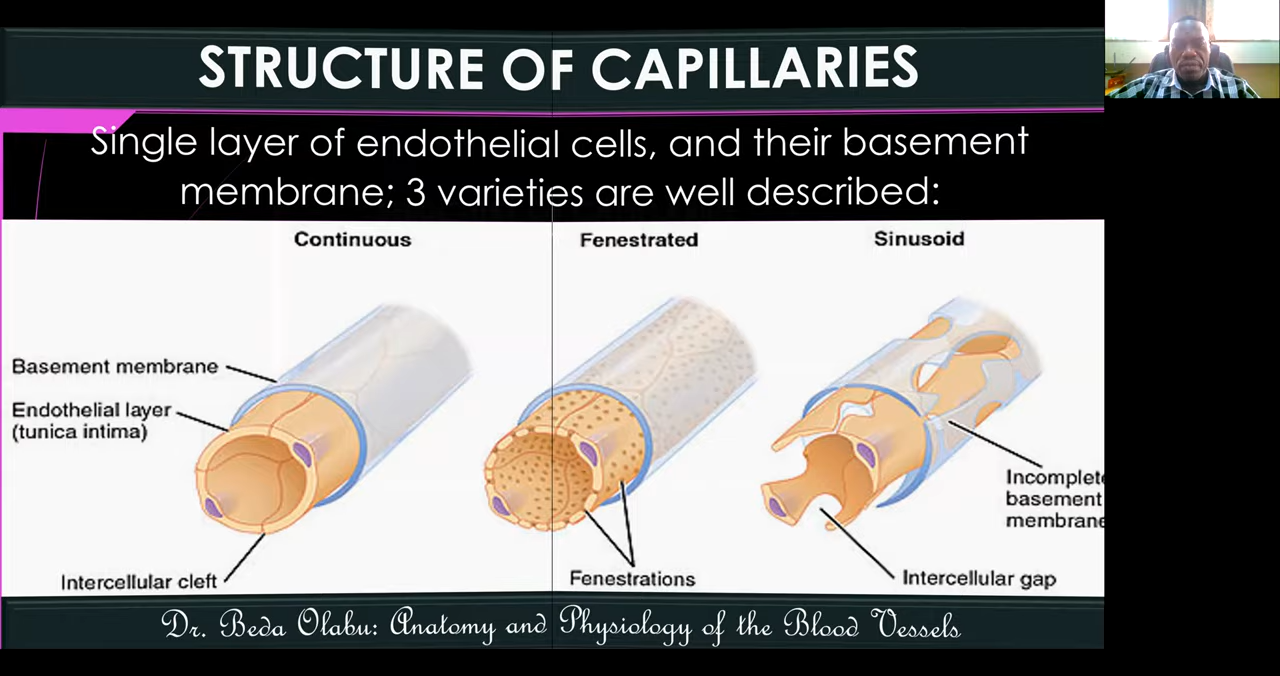 STRUCTURE OF CAPILLARIES
Single layer of endothelial cells, and their basement
membrane; 3 varieties are well described:
Continuous
Fenestrated
Sinusoid
Basement membrane
Endothelial layer
(tunica intima)
Intercellular cleft
Fenestrations
Incomplete
basement
membrane
Intercellular gap
Dr. Beda Olabu: Anatomy and Physiology of the Blood Vessels